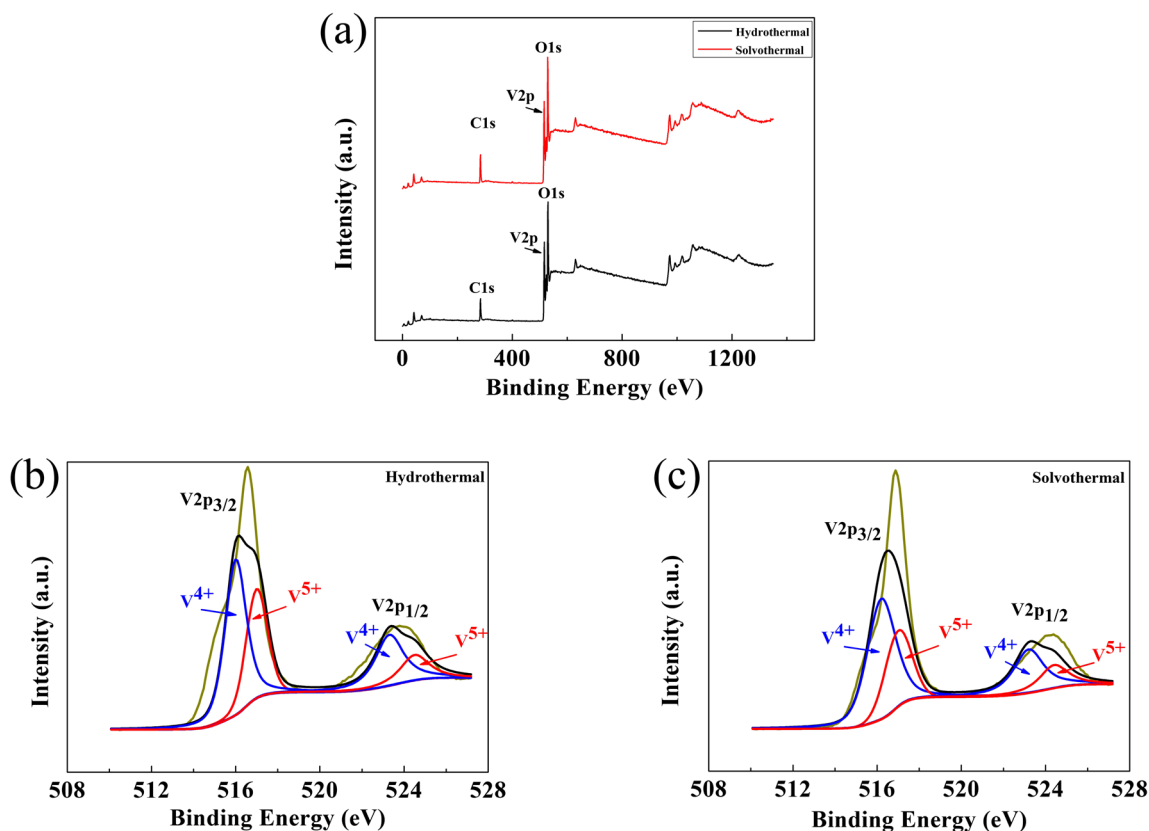 (a)
Hydrothermal
Solvothermal
O1s
V2p
C1s
O1s
V2p
C1s
Intensity (a.u.)
0 400 800 1200
Binding Energy (eV)
(b)
Hydrothermal
V2p3/2
V4+
V5+
V2p1/2
V4+
V5+
Intensity (a.u.)
508 512 516 520 524 528
Binding Energy (eV)
(c)
Solvothermal
V2p3/2
V4+
V5+
V2p1/2
V4+
V5+
Intensity (a.u.)
508 512 516 520 524 528
Binding Energy (eV)